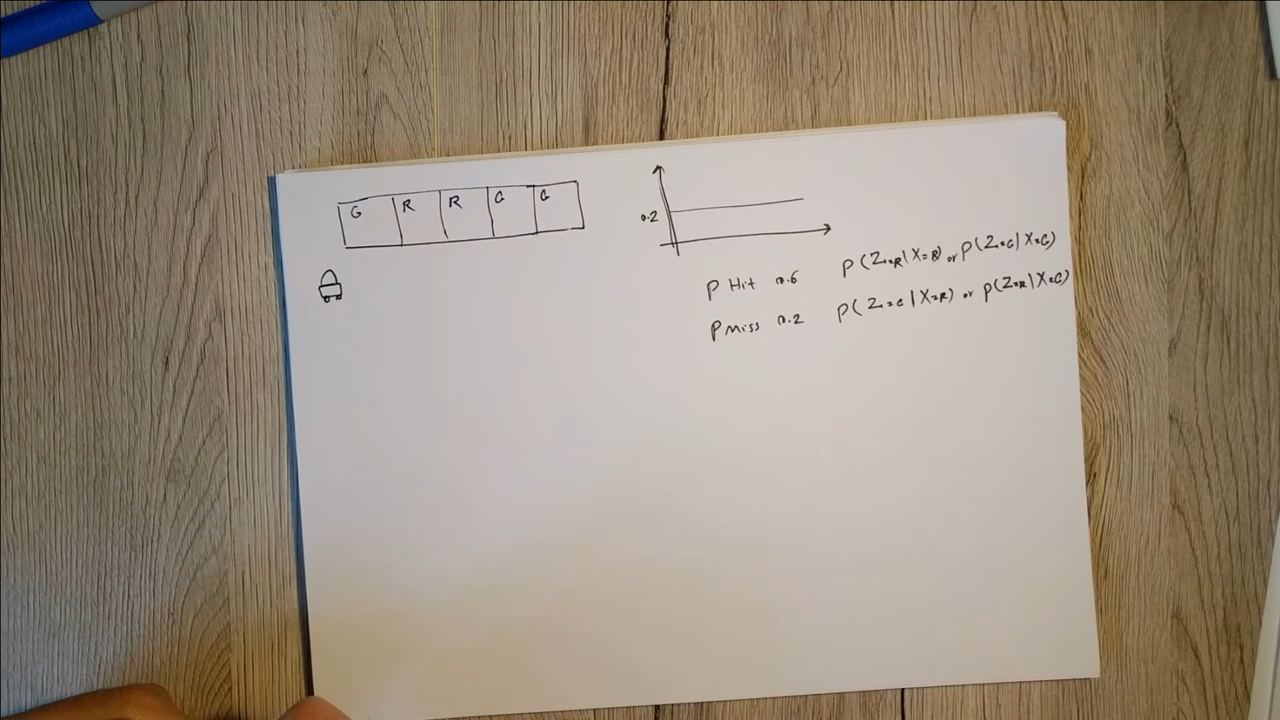 G R R G G
0.2
P Hit 0.6 P(Z=R|X=R) or P(Z=G|X=G)
P Miss 0.2 P(Z=G|X=R) or P(Z=R|X=G)